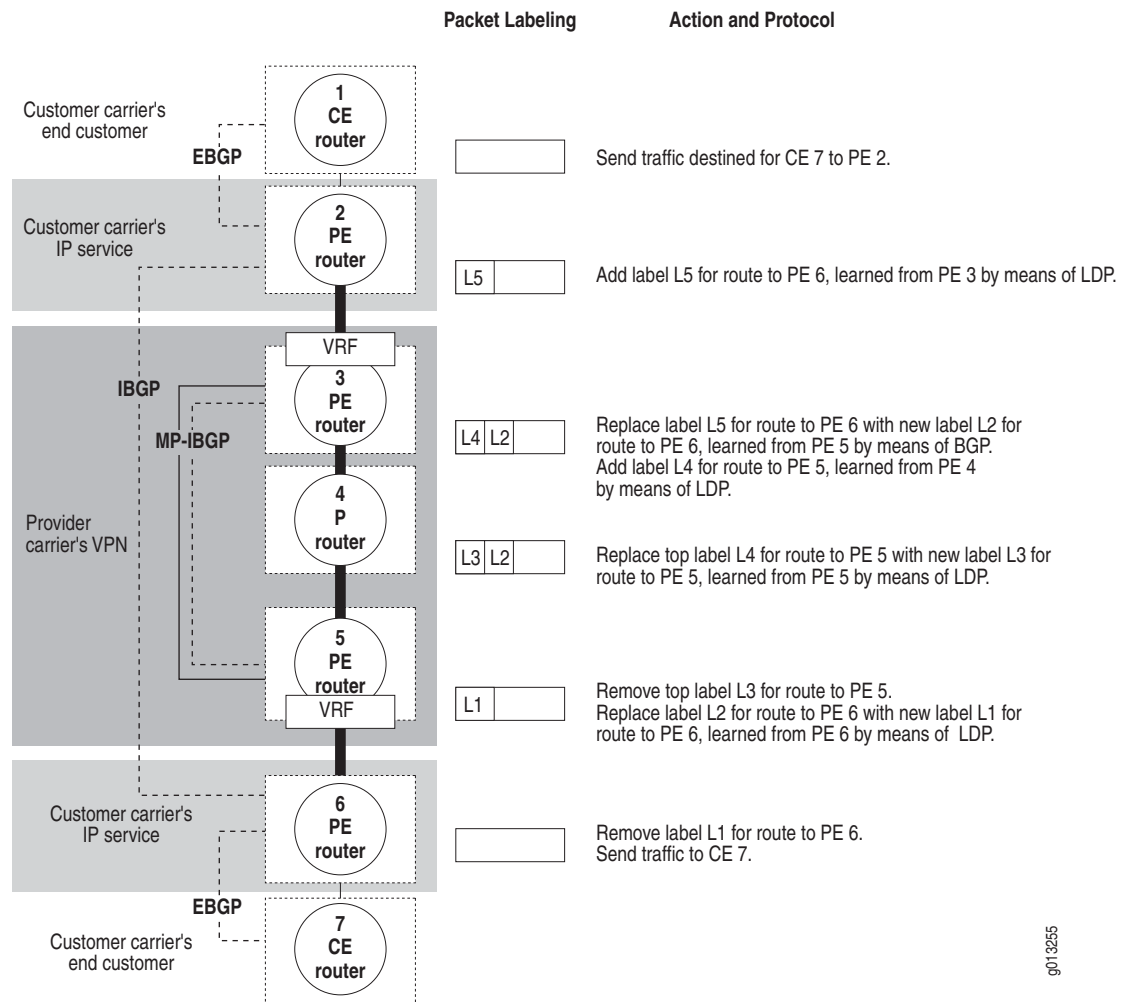 Packet Labeling
Action and Protocol
Customer carrier's
end customer
1
CE
router
EBGP
Send traffic destined for CE 7 to PE 2.
Customer carrier's
IP service
2
PE
router
L5
Add label L5 for route to PE 6, learned from PE 3 by means of LDP.
VRF
3
PE
router
IBGP
MP-IBGP
L4 L2
Replace label L5 for route to PE 6 with new label L2 for
route to PE 6, learned from PE 5 by means of BGP.
Add label L4 for route to PE 5, learned from PE 4
by means of LDP.
Provider
carrier's VPN
4
P
router
L3 L2
Replace top label L4 for route to PE 5 with new label L3 for
route to PE 5, learned from PE 5 by means of LDP.
5
PE
router
VRF
L1
Remove top label L3 for route to PE 5.
Replace label L2 for route to PE 6 with new label L1 for
route to PE 6, learned from PE 6 by means of LDP.
Customer carrier's
IP service
6
PE
router
Remove label L1 for route to PE 6.
Send traffic to CE 7.
EBGP
Customer carrier's
end customer
7
CE
router
g013255